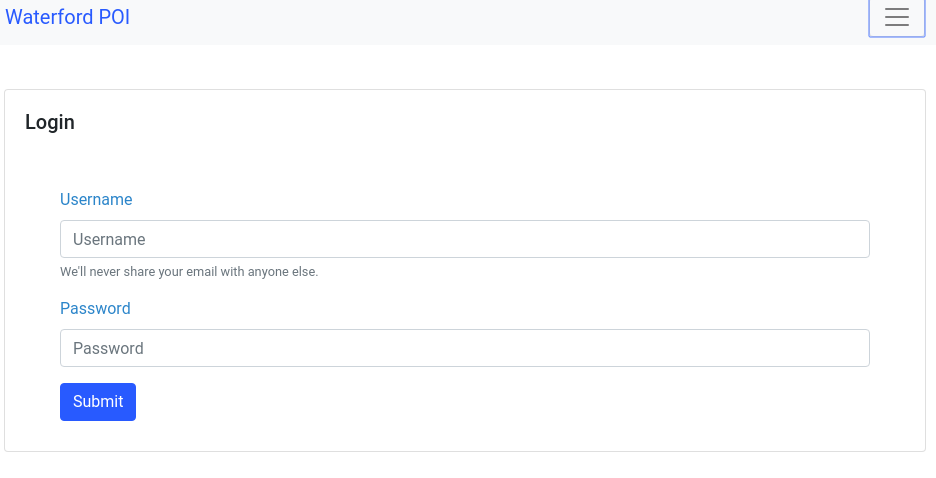 Waterford POI
Login
Username
Username
We'll never share your email with anyone else.
Password
Password
Submit